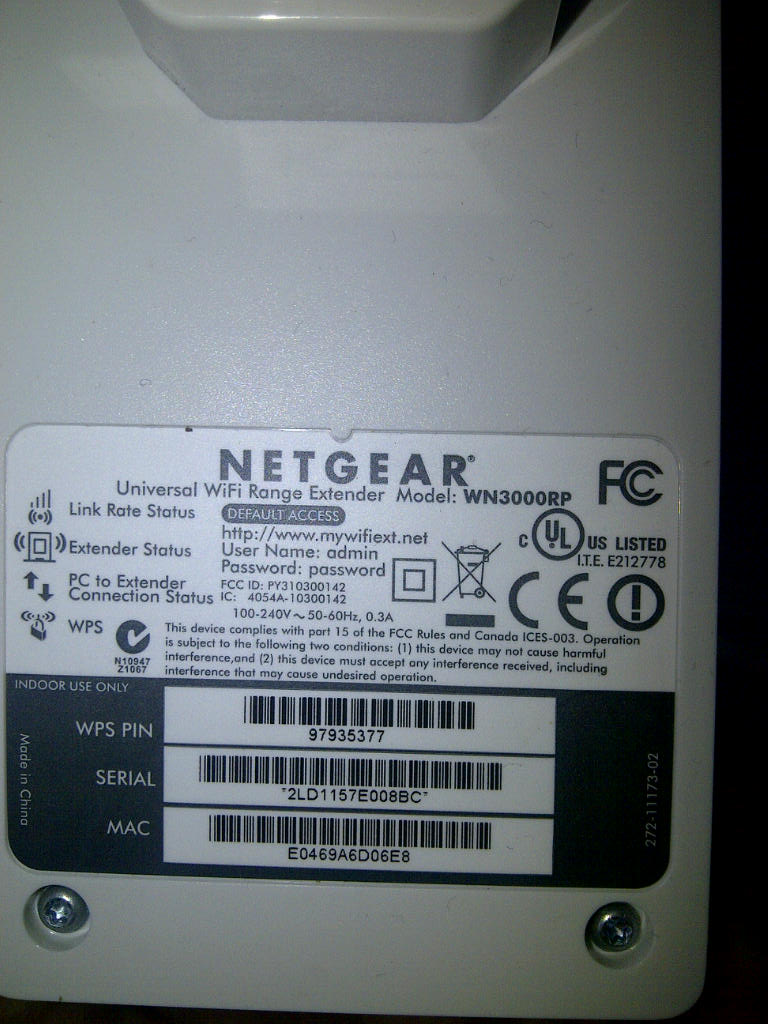 NETGEAR®
Universal WiFi Range Extender Model: WN3000RP
FC
Link Rate Status
DEFAULT ACCESS
http://www.mywifiext.net
Extender Status
User Name: admin
Password: password
C UL US LISTED
I.T.E. E212778
PC to Extender
Connection Status
FCC ID: PY310300142
IC: 4054A-10300142
100-240V ~ 50-60Hz, 0.3A
CE
WPS
N10947
Z1067
This device complies with part 15 of the FCC Rules and Canada ICES-003. Operation
is subject to the following two conditions: (1) this device may not cause harmful
interference,and (2) this device must accept any interference received, including
interference that may cause undesired operation.
INDOOR USE ONLY
Made in China
WPS PIN
97935377
SERIAL
*2LD1157E008BC*
MAC
E0469A6D06E8
272-11173-02